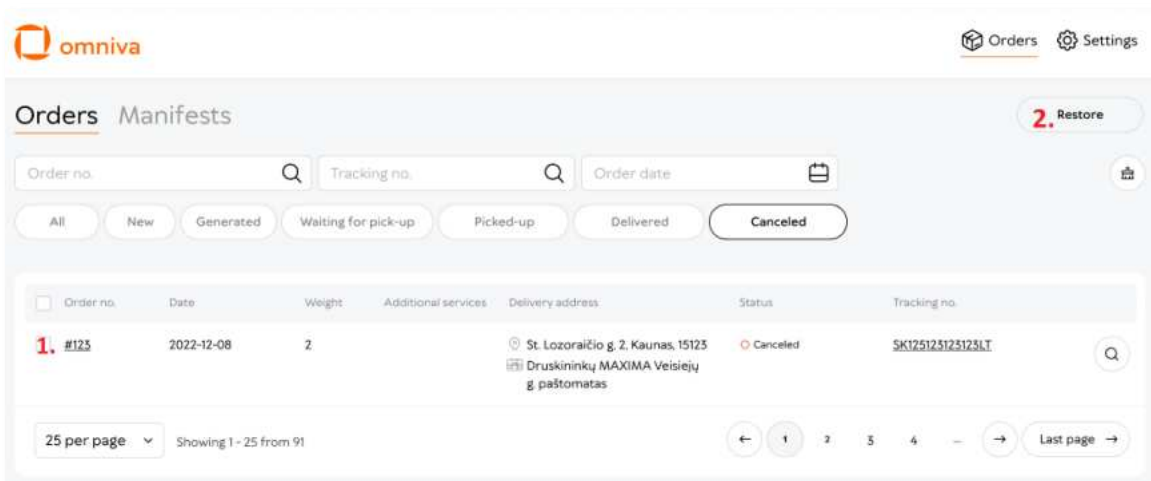 omniva
Orders Settings
Orders Manifests
2. Restore
Order no. Tracking no. Order date
All New Generated Waiting for pick-up Picked-up Delivered Canceled
Order no. Date Weight Additional services Delivery address Status Tracking no.
1. #123 2022-12-08 2 St. Lozoraičio g. 2, Kaunas, 15123 Canceled SK125123123123LT
Druskininkų MAXIMA Veisiejų
g. paštomatas
25 per page Showing 1 - 25 from 91 ← 1 2 3 4 ... → Last page →